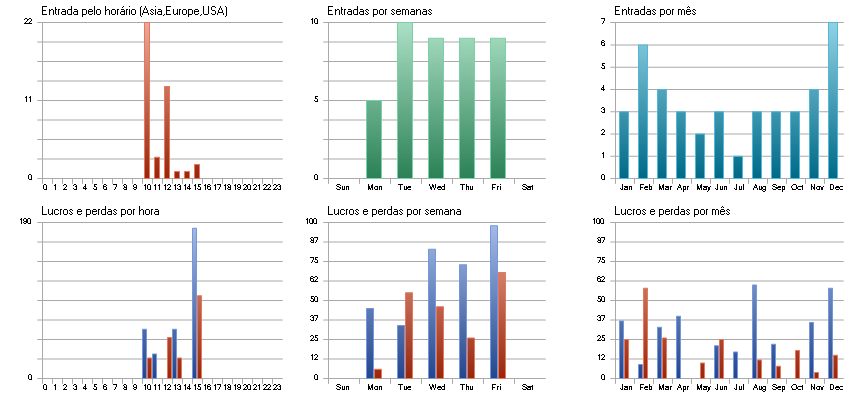 Entrada pelo horário (Asia,Europe,USA)
22
11
0
0 1 2 3 4 5 6 7 8 9 10 11 12 13 14 15 16 17 18 19 20 21 22 23
Entradas por semanas
10
5
0
Sun Mon Tue Wed Thu Fri Sat
Entradas por mês
7
6
5
4
3
2
1
0
Jan Feb Mar Apr May Jun Jul Aug Sep Oct Nov Dec
Lucros e perdas por hora
190
0
0 1 2 3 4 5 6 7 8 9 10 11 12 13 14 15 16 17 18 19 20 21 22 23
Lucros e perdas por semana
100
87
75
62
50
37
25
12
0
Sun Mon Tue Wed Thu Fri Sat
Lucros e perdas por mês
100
87
75
62
50
37
25
12
0
Jan Feb Mar Apr May Jun Jul Aug Sep Oct Nov Dec